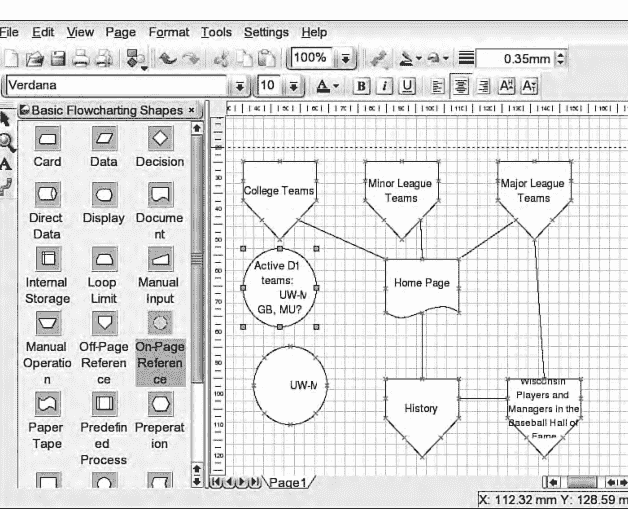 File Edit View Page Format Tools Settings Help
100% 0.35mm
Verdana 10 A B i U
Basic Flowcharting Shapes ×
Card Data Decision
Direct Data Display Docume nt
Internal Storage Loop Limit Manual Input
Manual Operatio n Off-Page Referen ce On-Page Referen ce
Paper Tape Predefin ed Process Preperat ion
College Teams
Minor League
Teams
Major League
Teams
Active D1
teams:
UW-M
GB, MU?
Home Page
UW-M
History
Wisconsin
Players and
Managers in the
Baseball Hall of
Fame
Page1
X: 112.32 mm Y: 128.59 m